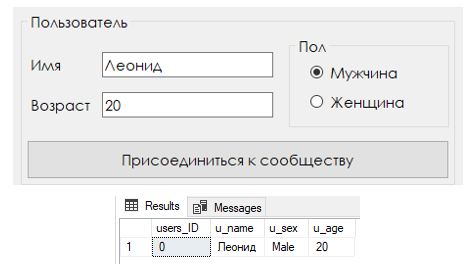 Пользователь
Имя Леонид
Возраст 20
Пол
Мужчина
Женщина
Присоединиться к сообществу
Results Messages
users_ID u_name u_sex u_age
1 0 Леонид Male 20